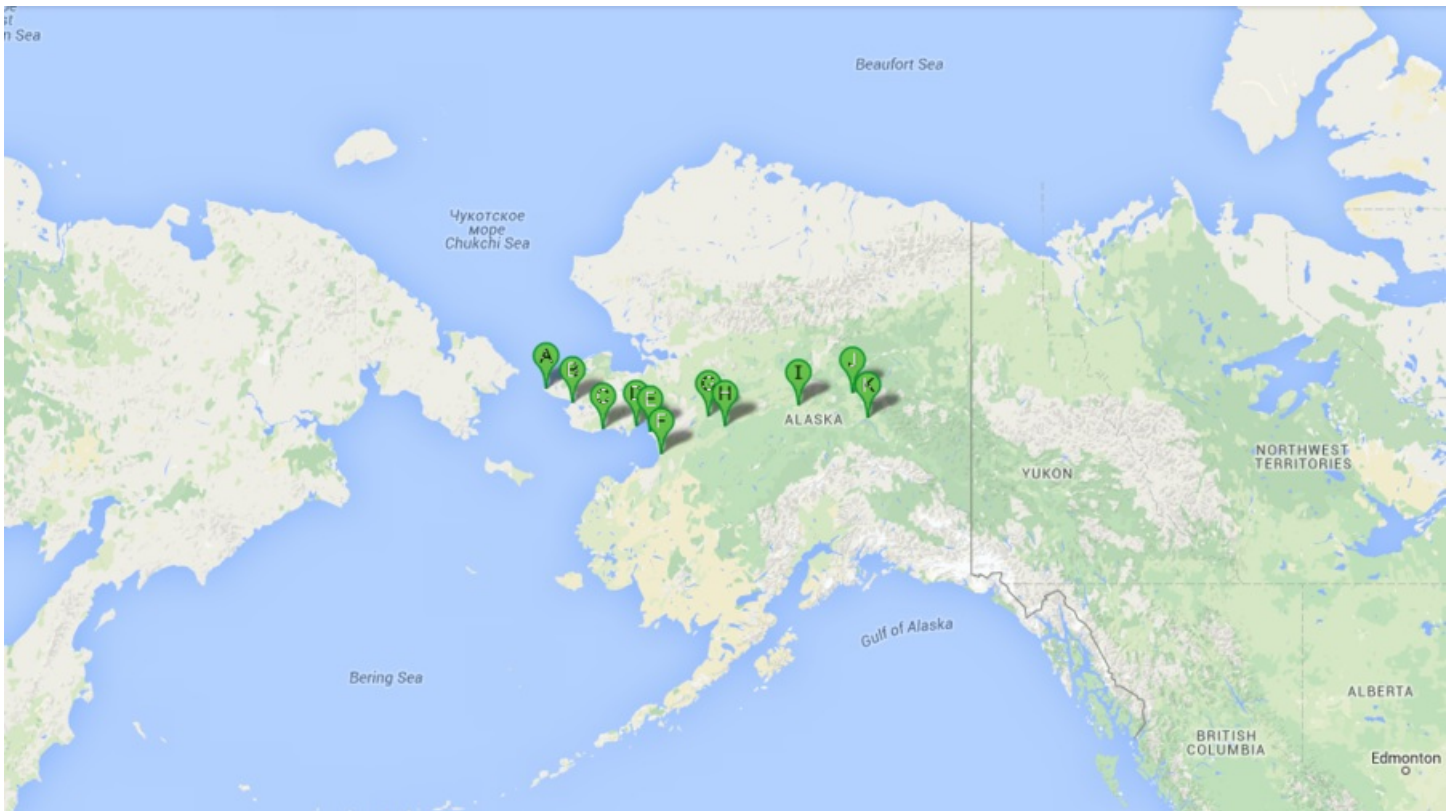 st
n Sea
Beaufort Sea
Чукотское
море
Chukchi Sea
A
B
C
D
E
F
G
H
I
J
K
ALASKA
NORTHWEST
TERRITORIES
YUKON
Gulf of Alaska
Bering Sea
ALBERTA
BRITISH
COLUMBIA
Edmonton